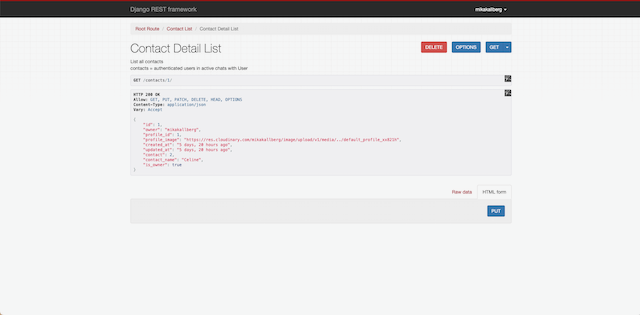 Django REST framework
mikakallberg
Root Route / Contact List / Contact Detail List
Contact Detail List
DELETE OPTIONS GET
List all contacts
contacts = authenticated users in active chats with User
GET /contacts/1/
HTTP 200 OK
Allow: GET, PUT, PATCH, DELETE, HEAD, OPTIONS
Content-Type: application/json
Vary: Accept
{
"id": 1,
"owner": "mikakallberg",
"profile_id": 1,
"profile_image": "https://res.cloudinary.com/mikakallberg/image/upload/v1/media/../
"created_at": "5 days, 20 hours ago",
"updated_at": "5 days, 20 hours ago",
"contact": 2,
"contact_name": "Celine",
"is_owner": true
}
Raw data HTML form
PUT